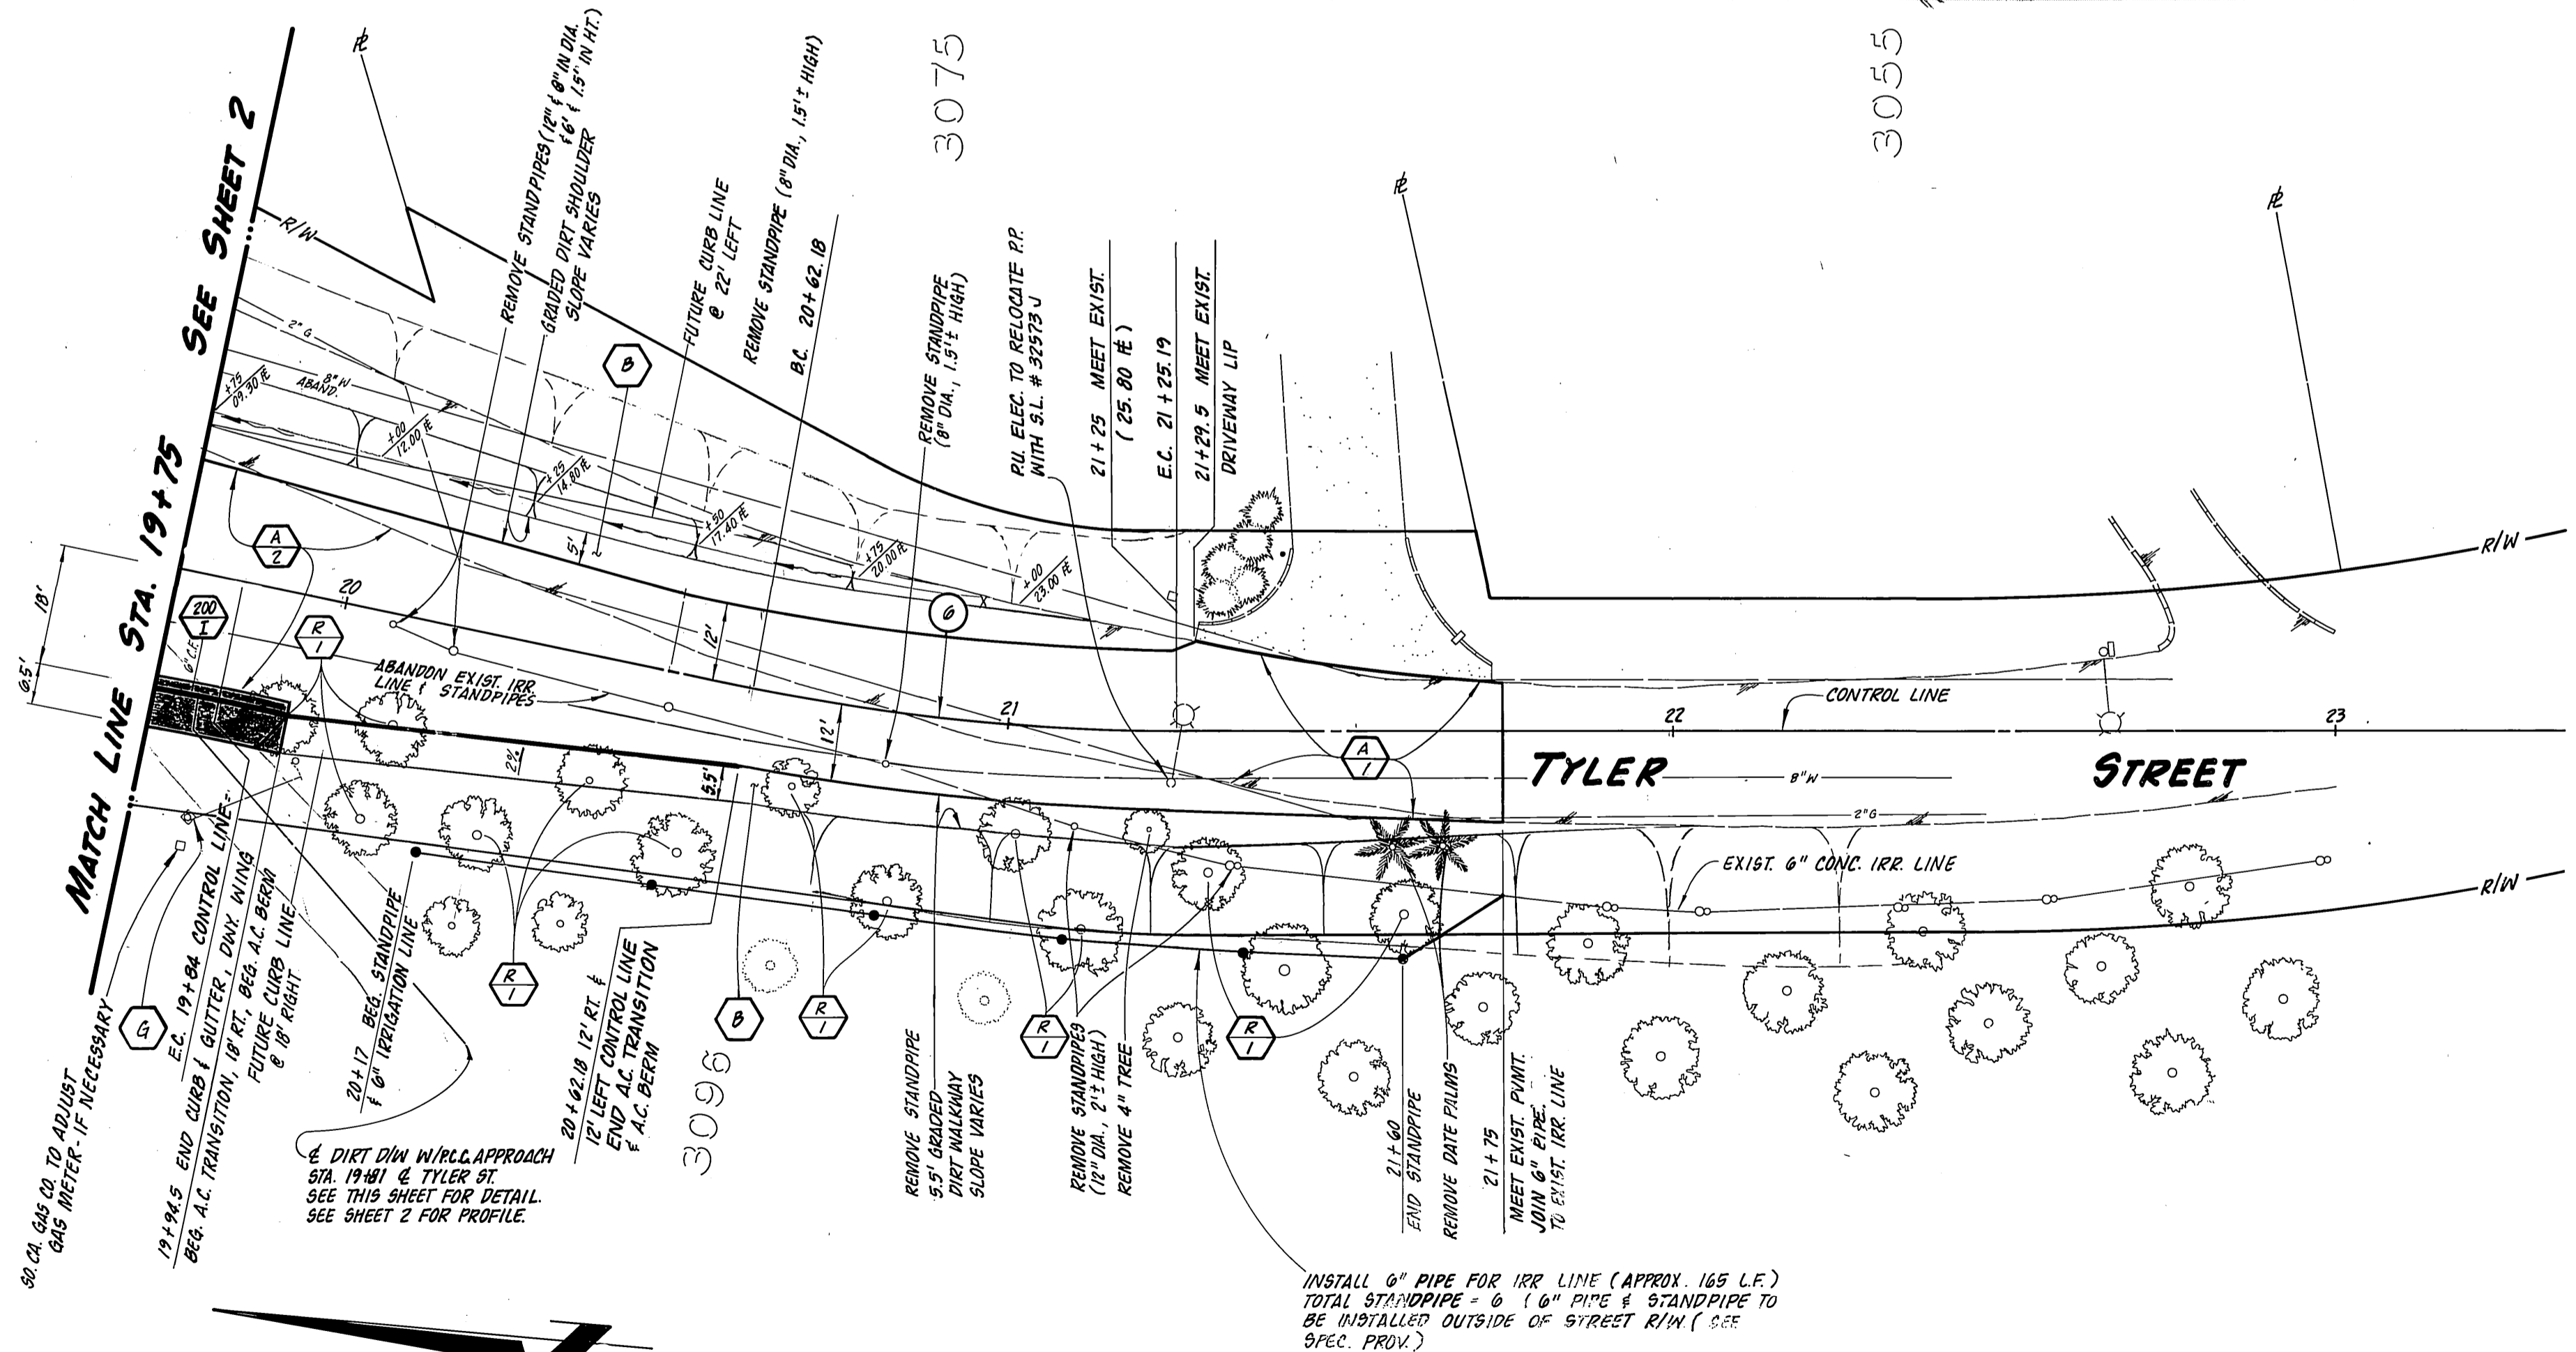 MATCH LINE STA. 19+75 SEE SHEET 2
R/W
REMOVE STANDPIPES (12" & 8" IN DIA.
& 6' & 1.5' IN HT.)
GRADED DIRT SHOULDER
SLOPE VARIES
B
FUTURE CURB LINE
@ 22' LEFT
REMOVE STANDPIPE (8" DIA., 1.5'± HIGH)
B.C. 20+62.18
3075
REMOVE STANDPIPE
(8" DIA., 1.5'± HIGH)
P.U. ELEC. TO RELOCATE P.P.
WITH S.L. # 32573 J
21+25 MEET EXIST.
(25.80 ℄)
E.C. 21+25.19
21+29.5 MEET EXIST.
DRIVEWAY LIP
3055
2"G
8"W
ABAND.
+75
09.30
+00
12.00
+25
14.80
+50
17.40
+75
20.00
+00
23.00
5'
12'
12'
6
A
2
200
I
R
1
18'
6.5'
20
6" C.F.
ABANDON EXIST. IRR.
LINE & STANDPIPES
2%
5.5'
21
22
23
CONTROL LINE
R/W
A
1
TYLER STREET
8"W
2"G
EXIST. 6" CONC. IRR. LINE
R/W
SO. CA. GAS CO. TO ADJUST
GAS METER - IF NECESSARY
G
E.C. 19+84 CONTROL LINE
19+94.5 END CURB & GUTTER, DWY. WING
BEG. A.C. TRANSITION, 18' RT., BEG. A.C. BERM
FUTURE CURB LINE
@ 18' RIGHT
20+17 BEG. STANDPIPE
& 6" IRRIGATION LINE
℄ DIRT D/W W/P.C.C. APPROACH
STA. 19+81 ℄ TYLER ST.
SEE THIS SHEET FOR DETAIL.
SEE SHEET 2 FOR PROFILE.
R
1
20+62.18 12' RT. &
12' LEFT CONTROL LINE
END A.C. TRANSITION
& A.C. BERM
3096
B
R
1
REMOVE STANDPIPE
5.5' GRADED
DIRT WALKWAY
SLOPE VARIES
R
1
REMOVE STANDPIPES
(12" DIA., 2'± HIGH)
REMOVE 4" TREE
R
1
21+60
END STANDPIPE
REMOVE DATE PALMS
21+75
MEET EXIST. PVMT.
JOIN 6" PIPE
TO EXIST. IRR. LINE
INSTALL 6" PIPE FOR IRR LINE (APPROX. 165 L.F.)
TOTAL STANDPIPE = 6 (6" PIPE & STANDPIPE TO
BE INSTALLED OUTSIDE OF STREET R/W. (SEE
SPEC. PROV.)